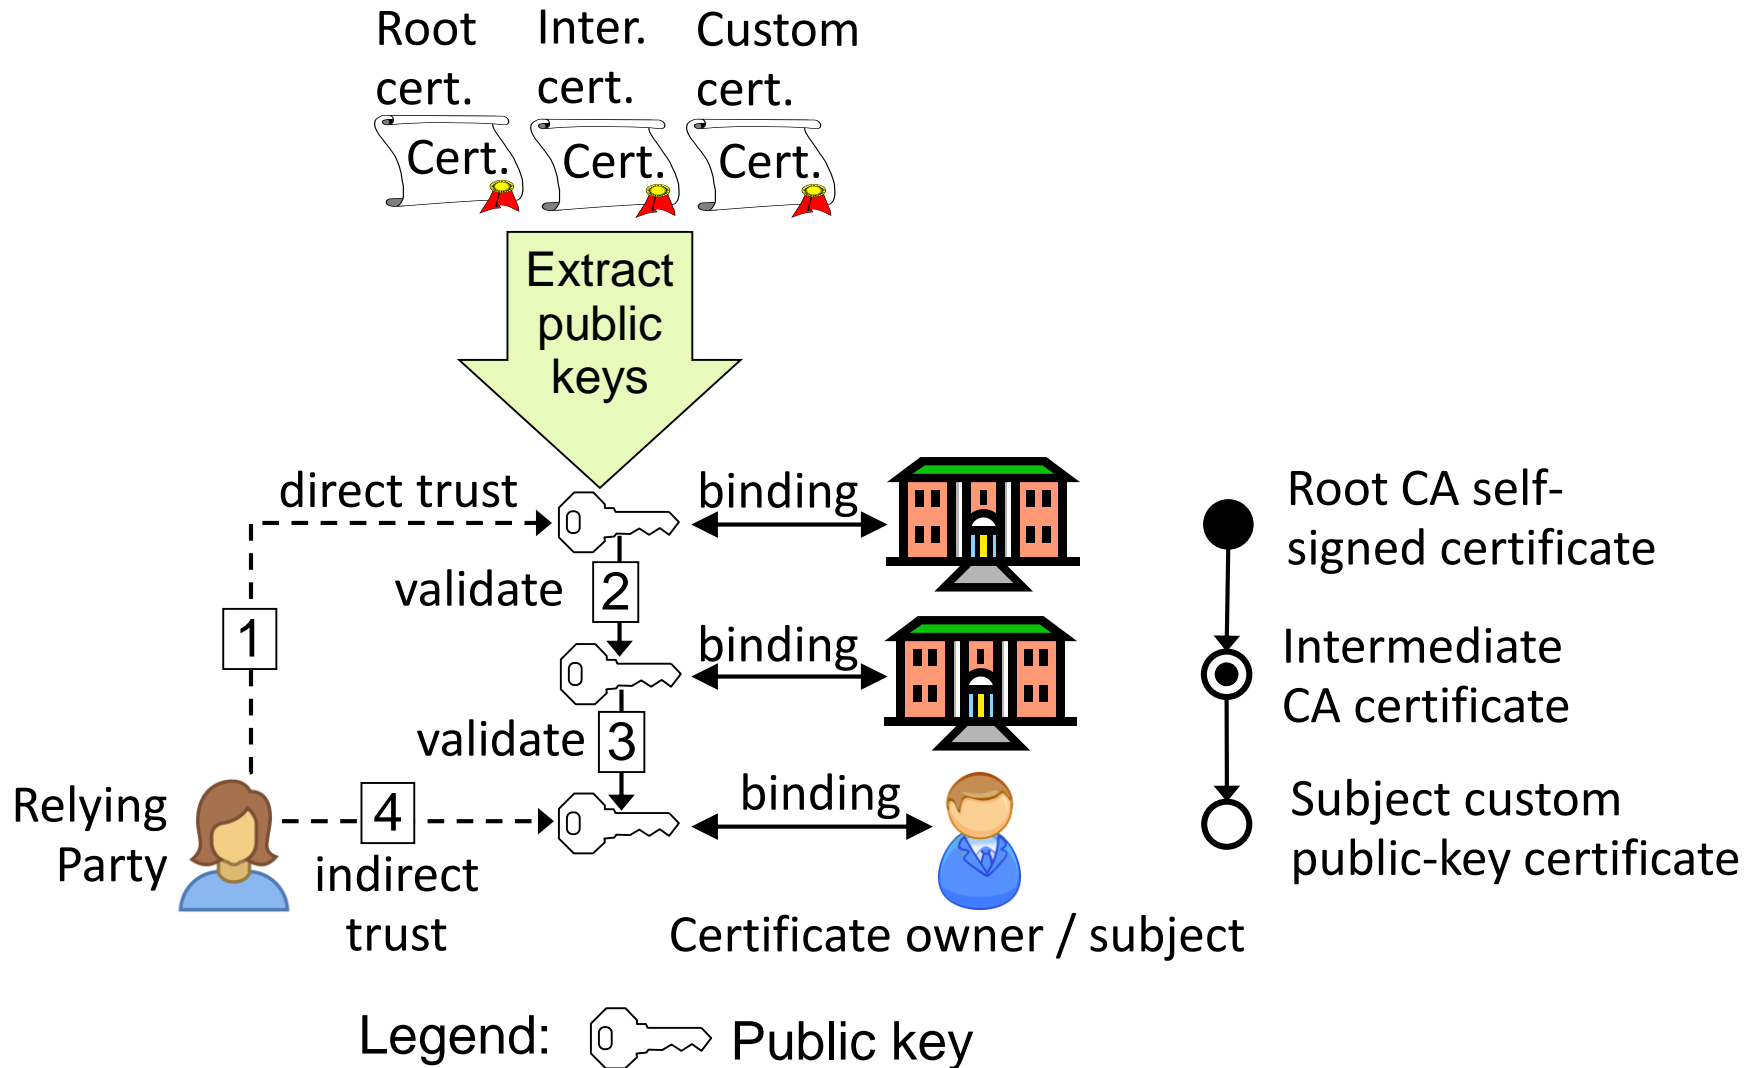 Root
cert.
Inter.
cert.
Custom
cert.
Cert.
Cert.
Cert.
Extract
public
keys
direct trust
binding
Root CA self-
signed certificate
validate
2
1
binding
Intermediate
CA certificate
validate
3
Relying
Party
4
indirect
trust
binding
Subject custom
public-key certificate
Certificate owner / subject
Legend:
Public key